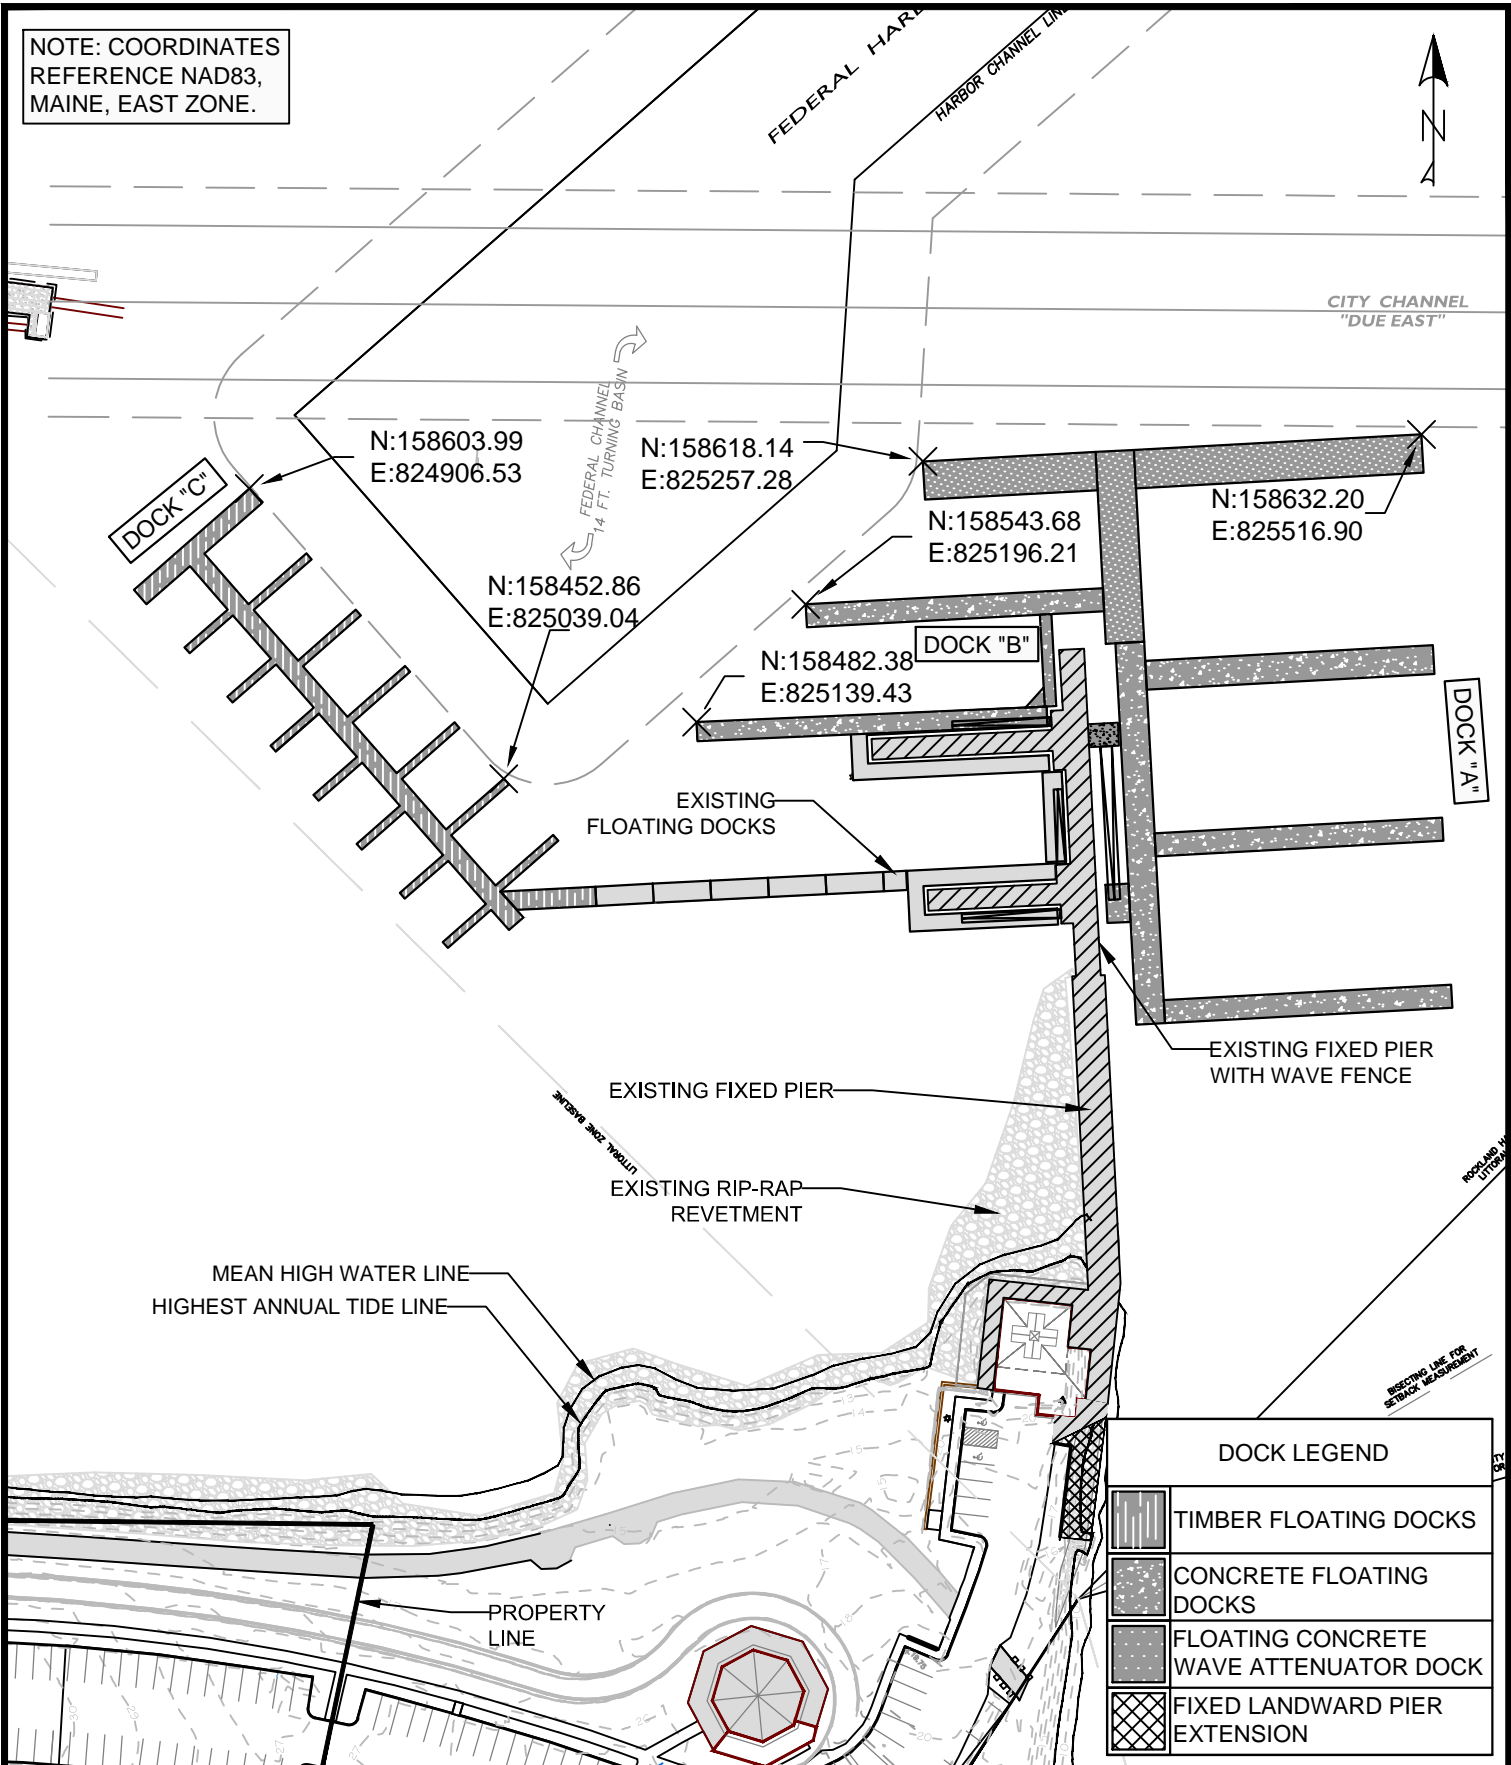 NOTE: COORDINATES
REFERENCE NAD83,
MAINE, EAST ZONE.
FEDERAL
HARBOR CHANNEL LINE
N
CITY CHANNEL
"DUE EAST"
FEDERAL CHANNEL
14 FT. TURNING BASIN
N:158603.99
E:824906.53
DOCK "C"
N:158618.14
E:825257.28
N:158632.20
E:825516.90
N:158543.68
E:825196.21
N:158452.86
E:825039.04
DOCK "B"
N:158482.38
E:825139.43
DOCK "A"
EXISTING
FLOATING DOCKS
EXISTING FIXED PIER
WITH WAVE FENCE
EXISTING FIXED PIER
LITTORAL ZONE BASELINE
ROCKLAND
EXISTING RIP-RAP
REVETMENT
MEAN HIGH WATER LINE
HIGHEST ANNUAL TIDE LINE
BISECTING LINE FOR
SETBACK MEASUREMENT
PROPERTY
LINE
DOCK LEGEND
TIMBER FLOATING DOCKS
CONCRETE FLOATING
DOCKS
FLOATING CONCRETE
WAVE ATTENUATOR DOCK
FIXED LANDWARD PIER
EXTENSION